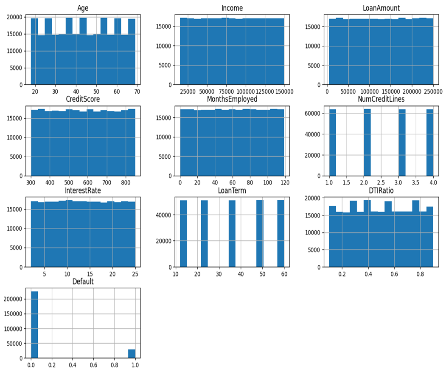 Age
Income
LoanAmount
20000
15000
10000
5000
0
20 30 40 50 60 70
15000
10000
5000
0
25000 50000 75000 100000 125000 150000
15000
10000
5000
0
50000 100000 150000 200000 250000
CreditScore
MonthsEmployed
NumCreditLines
15000
10000
5000
0
300 400 500 600 700 800
15000
10000
5000
0
0 20 40 60 80 100 120
60000
40000
20000
0
1.0 1.5 2.0 2.5 3.0 3.5 4.0
InterestRate
LoanTerm
DTIRatio
15000
10000
5000
0
5 10 15 20 25
40000
20000
0
10 20 30 40 50 60
20000
15000
10000
5000
0
0.2 0.4 0.6 0.8
Default
200000
150000
100000
50000
0
0.0 0.2 0.4 0.6 0.8 1.0